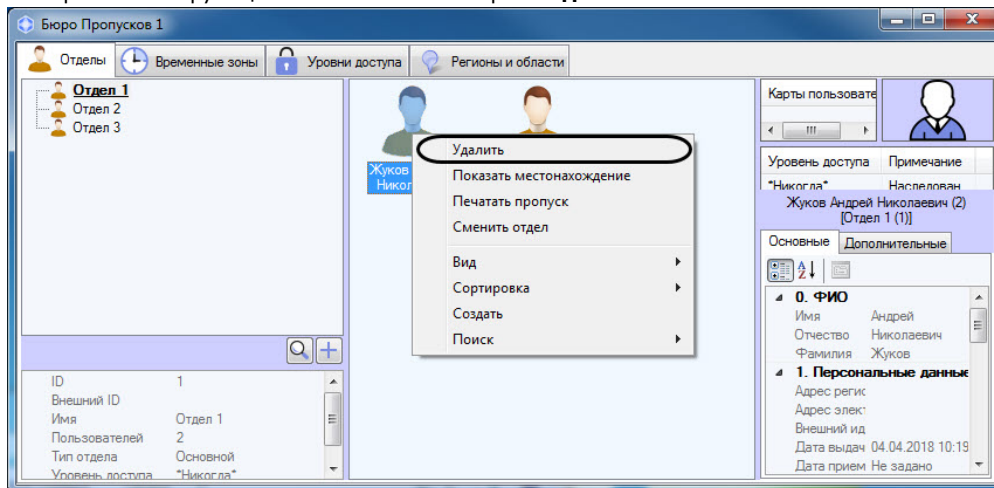 Бюро Пропусков 1
Отделы
Временные зоны
Уровни доступа
Регионы и области
Отдел 1
Отдел 2
Отдел 3
Жуков
Никол
Удалить
Показать местонахождение
Печатать пропуск
Сменить отдел
Вид
Сортировка
Создать
Поиск
ID 1
Внешний ID
Имя Отдел 1
Пользователей 2
Тип отдела Основной
Уровень доступа *Никогда*
Карты пользовате
Уровень доступа Примечание
*Никогда* Наследован
Жуков Андрей Николаевич (2)
[Отдел 1 (1)]
Основные Дополнительные
0. ФИО
Имя Андрей
Отчество Николаевич
Фамилия Жуков
1. Персональные данные
Адрес регис
Адрес элект
Внешний ид
Дата выдач 04.04.2018 10:19
Дата прием Не задано